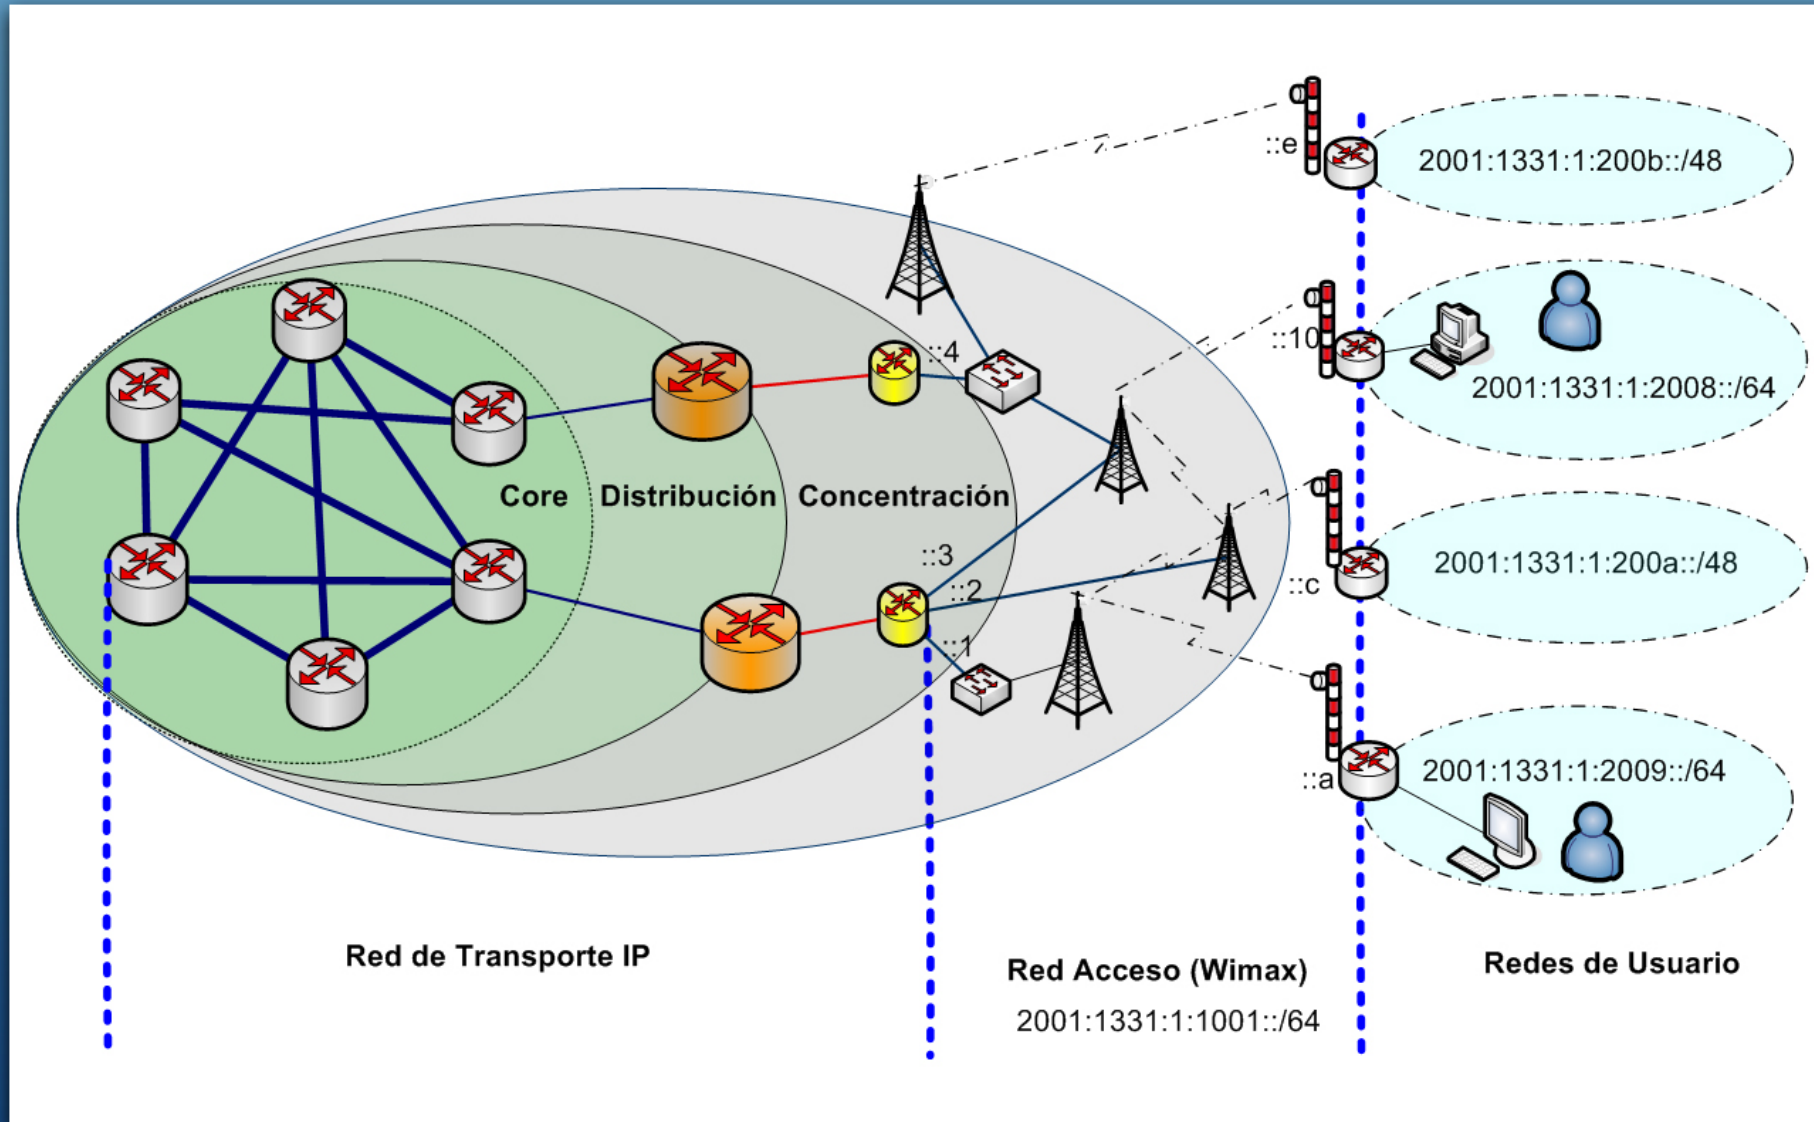 ::e
2001:1331:1:200b::/48
::10
::4
2001:1331:1:2008::/64
Core
Distribución
Concentración
::3
::2
::c
2001:1331:1:200a::/48
::1
::a
2001:1331:1:2009::/64
Red de Transporte IP
Red Acceso (Wimax)
2001:1331:1:1001::/64
Redes de Usuario